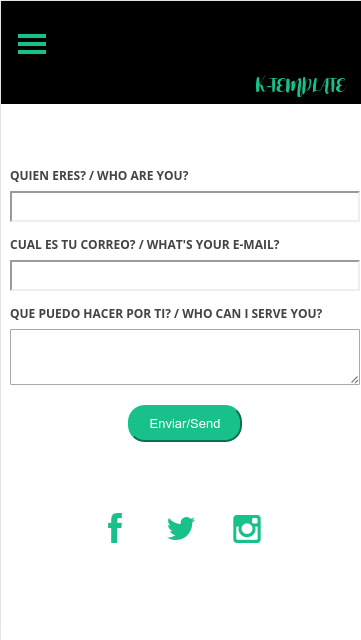 K-TEMPLATE
QUIEN ERES? / WHO ARE YOU?
CUAL ES TU CORREO? / WHAT'S YOUR E-MAIL?
QUE PUEDO HACER POR TI? / WHO CAN I SERVE YOU?
Enviar/Send